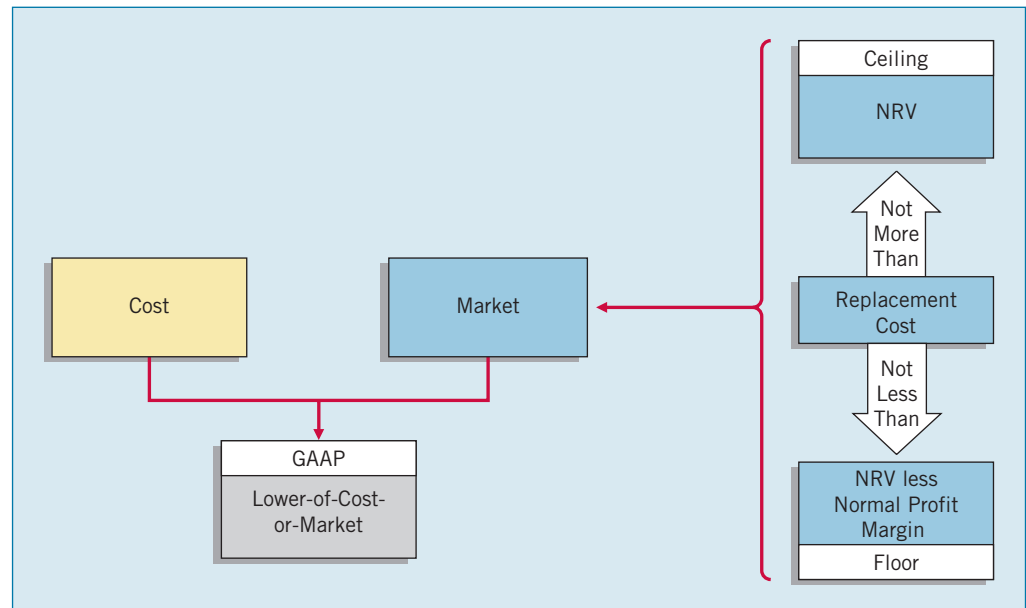 Ceiling
NRV
Not
More
Than
Cost
Market
Replacement
Cost
Not
Less
Than
GAAP
Lower-of-Cost-
or-Market
NRV less
Normal Profit
Margin
Floor